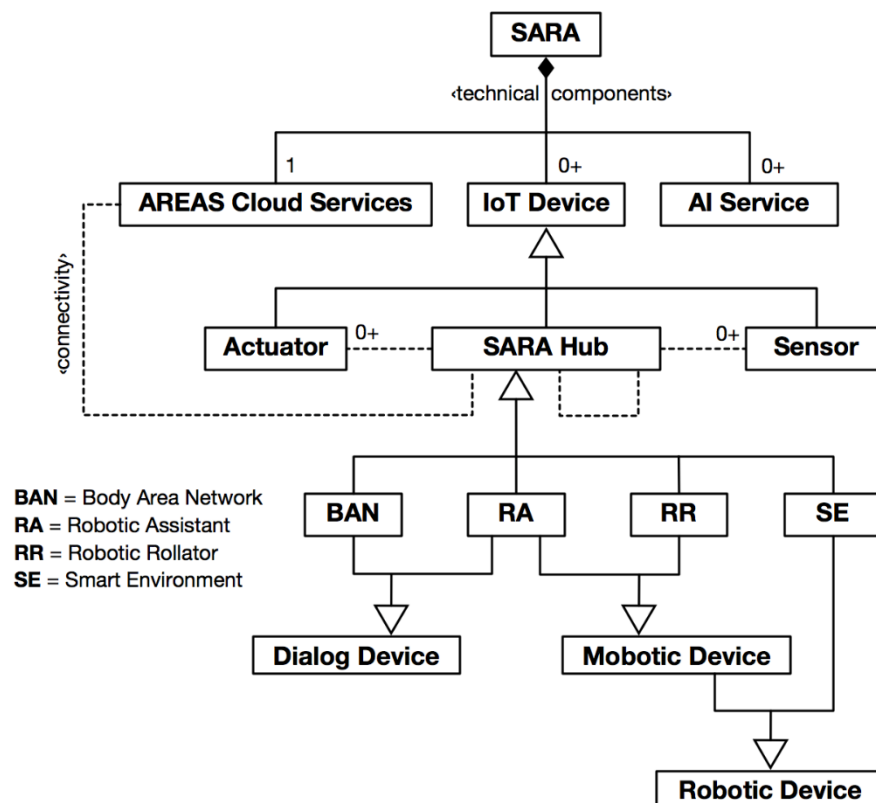 SARA
‹technical components›
1
0+
0+
AREAS Cloud Services
IoT Device
AI Service
‹connectivity›
0+
0+
Actuator
SARA Hub
Sensor
BAN = Body Area Network
RA = Robotic Assistant
RR = Robotic Rollator
SE = Smart Environment
BAN
RA
RR
SE
Dialog Device
Mobotic Device
Robotic Device